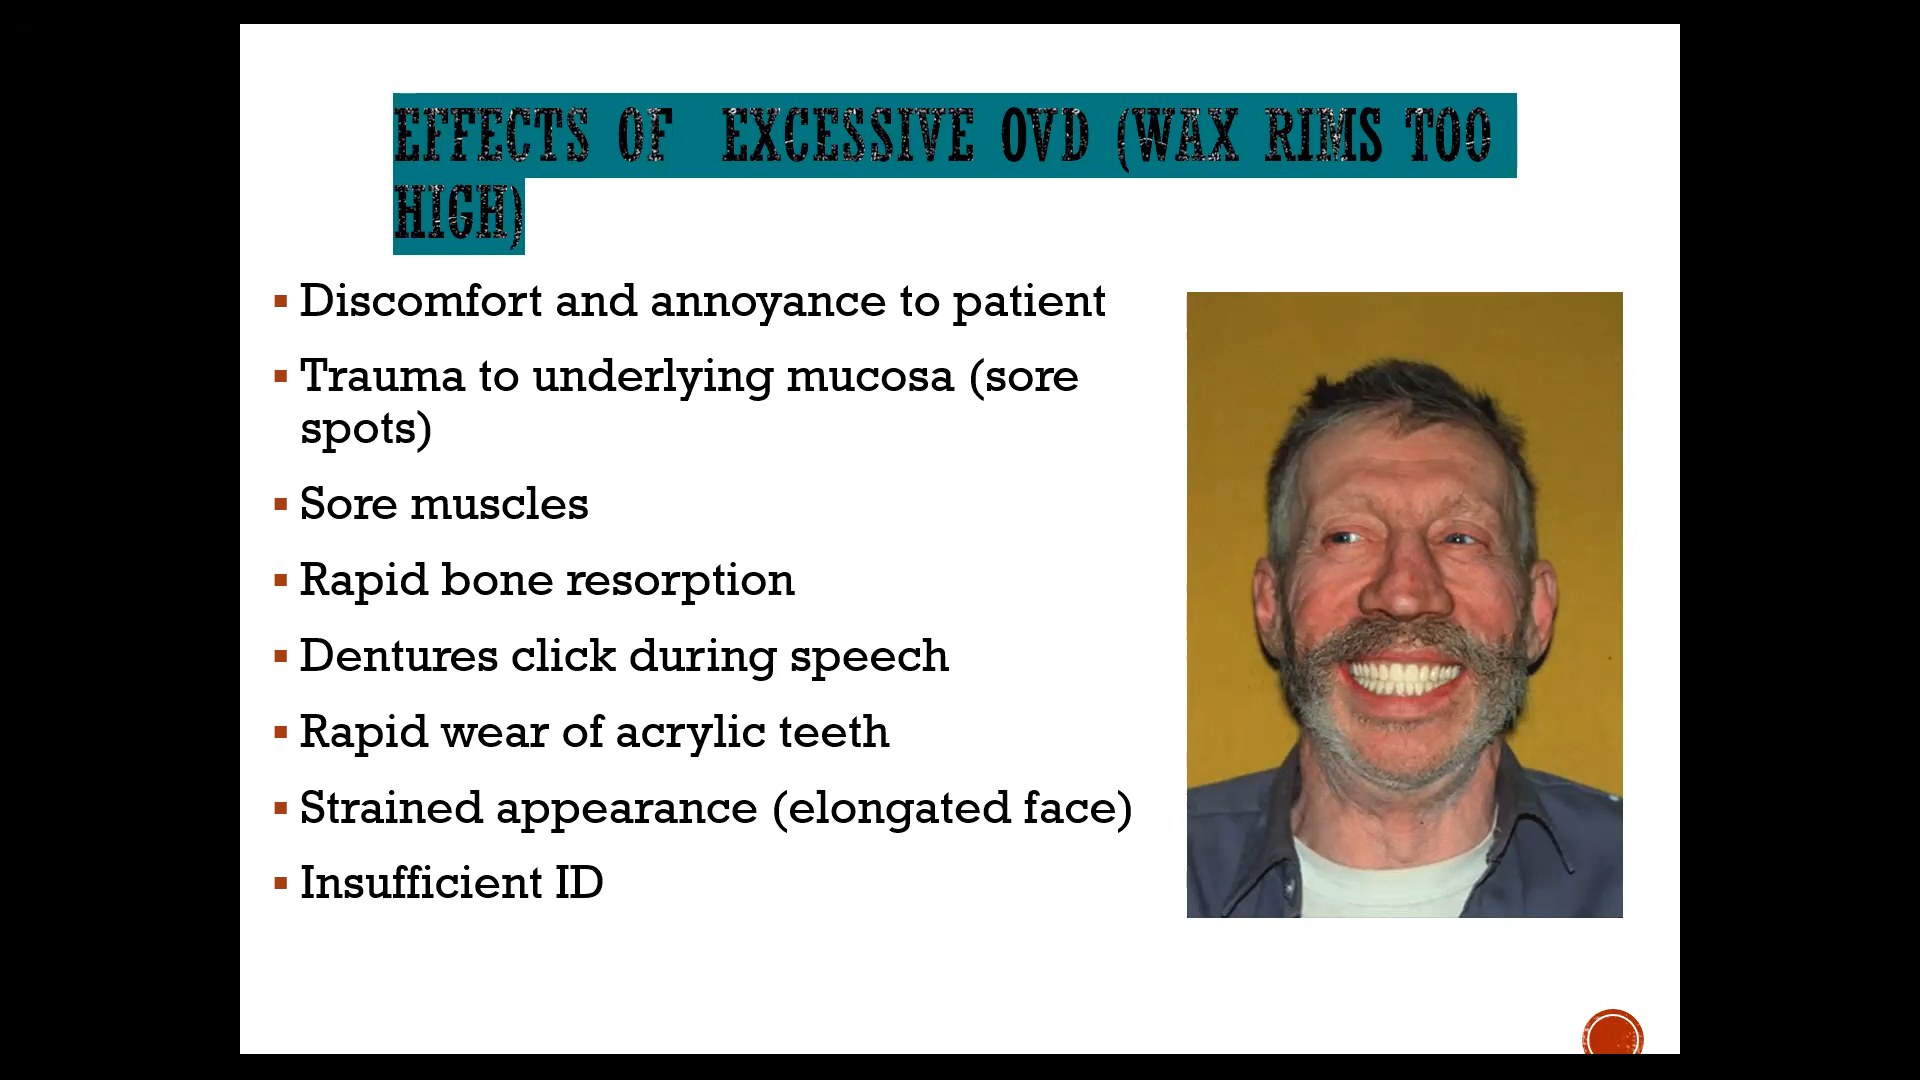 EFFECTS OF EXCESSIVE OVD (WAX RIMS TOO
HIGH)
▪ Discomfort and annoyance to patient
▪ Trauma to underlying mucosa (sore
spots)
▪ Sore muscles
▪ Rapid bone resorption
▪ Dentures click during speech
▪ Rapid wear of acrylic teeth
▪ Strained appearance (elongated face)
▪ Insufficient ID